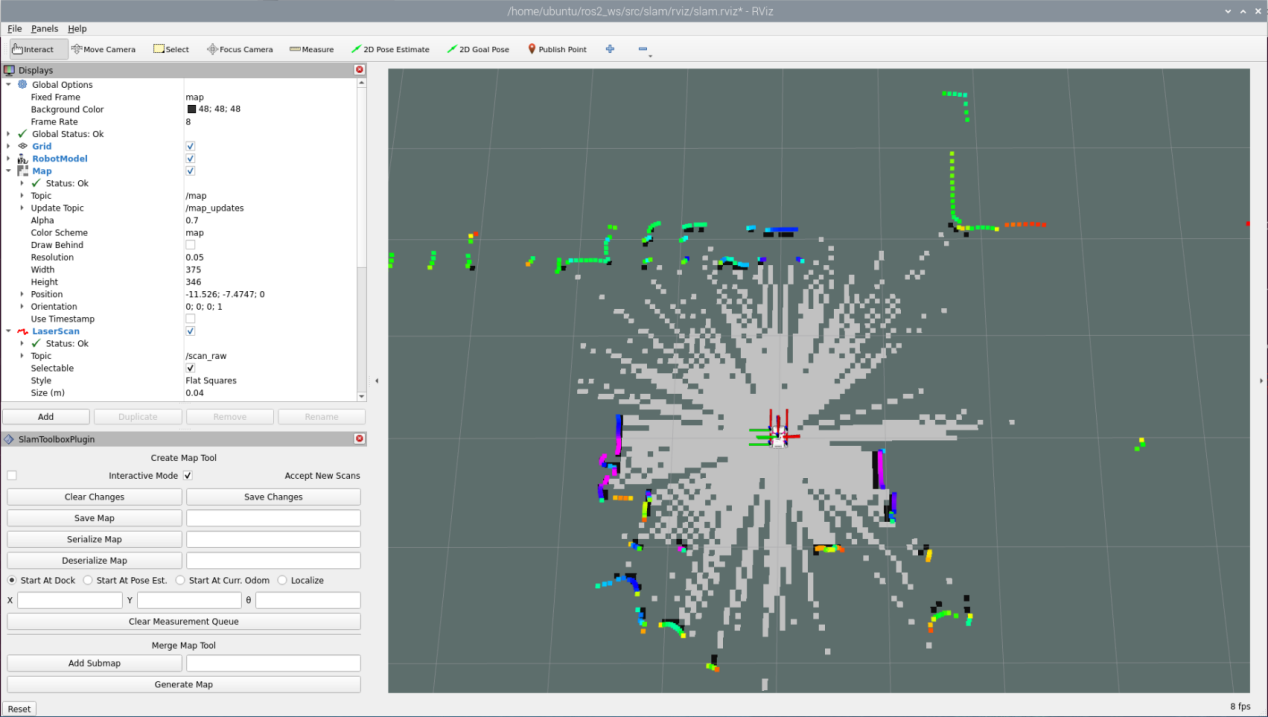 /home/ubuntu/ros2_ws/src/slam/rviz/slam.rviz* - RViz
File Panels Help
Interact Move Camera Select Focus Camera Measure 2D Pose Estimate 2D Goal Pose Publish Point
Displays
Global Options
Fixed Frame map
Background Color 48; 48; 48
Frame Rate 8
Global Status: Ok
Grid
RobotModel
Map
Status: Ok
Topic /map
Update Topic /map_updates
Alpha 0.7
Color Scheme map
Draw Behind
Resolution 0.05
Width 375
Height 346
Position -11.526; -7.4747; 0
Orientation 0; 0; 0; 1
Use Timestamp
LaserScan
Status: Ok
Topic /scan_raw
Selectable
Style Flat Squares
Size (m) 0.04
Add Duplicate Remove Rename
SlamToolboxPlugin
Create Map Tool
Interactive Mode Accept New Scans
Clear Changes Save Changes
Save Map
Serialize Map
Deserialize Map
Start At Dock Start At Pose Est. Start At Curr. Odom Localize
X Y θ
Clear Measurement Queue
Merge Map Tool
Add Submap
Generate Map
Reset 8 fps